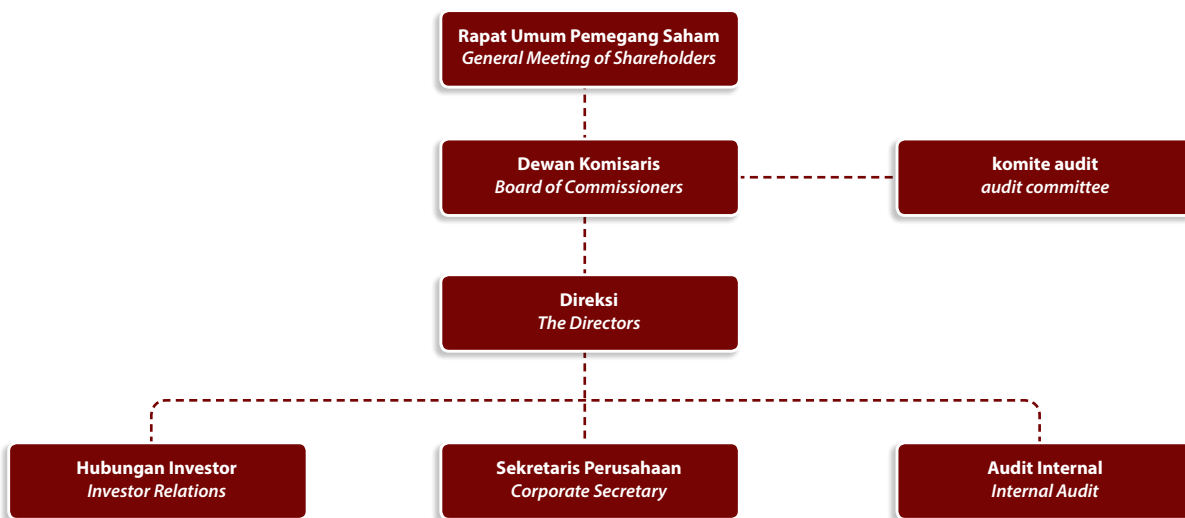 Rapat Umum Pemegang Saham
General Meeting of Shareholders
Dewan Komisaris
Board of Commissioners
komite audit
audit committee
Direksi
The Directors
Hubungan Investor
Investor Relations
Sekretaris Perusahaan
Corporate Secretary
Audit Internal
Internal Audit